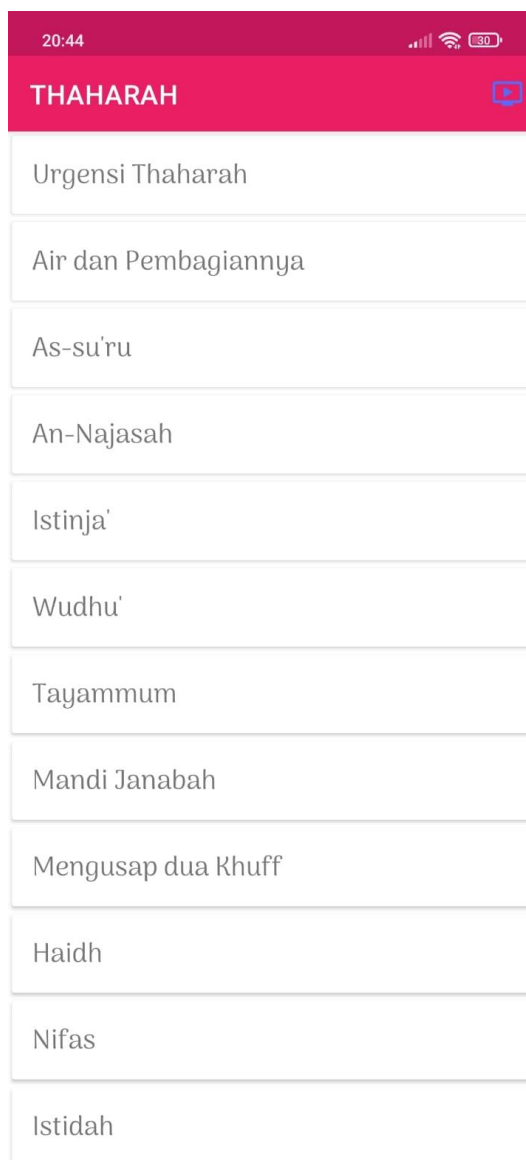 20:44
30
THAHARAH
Urgensi Thaharah
Air dan Pembagiannya
As-su'ru
An-Najasah
Istinja'
Wudhu'
Tayammum
Mandi Janabah
Mengusap dua Khuff
Haidh
Nifas
Istidah